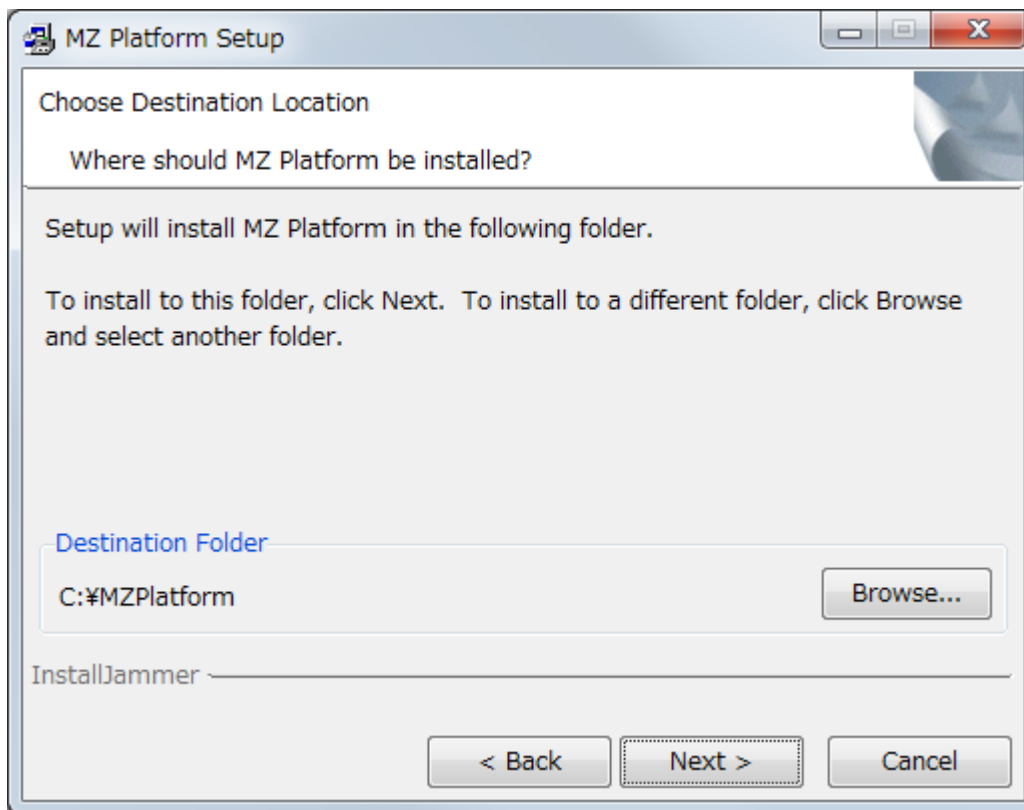 MZ Platform Setup
Choose Destination Location
Where should MZ Platform be installed?
Setup will install MZ Platform in the following folder.
To install to this folder, click Next.  To install to a different folder, click Browse
and select another folder.
Destination Folder
C:¥MZPlatform
Browse...
InstallJammer
< Back
Next >
Cancel